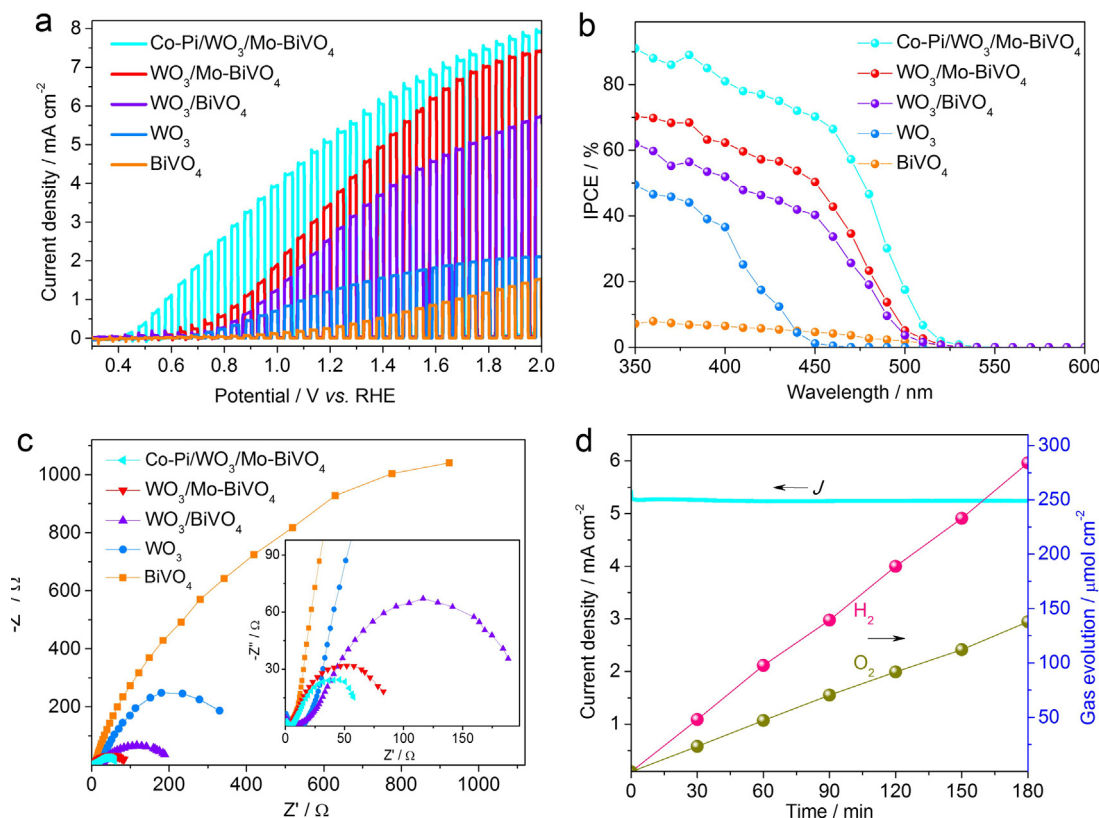 a
Co-Pi/WO₃/Mo-BiVO₄
WO₃/Mo-BiVO₄
WO₃/BiVO₄
WO₃
BiVO₄
Current density / mA cm⁻²
8
7
6
5
4
3
2
1
0
0.4 0.6 0.8 1.0 1.2 1.4 1.6 1.8 2.0
Potential / V vs. RHE
b
Co-Pi/WO₃/Mo-BiVO₄
WO₃/Mo-BiVO₄
WO₃/BiVO₄
WO₃
BiVO₄
IPCE / %
80
60
40
20
0
350 400 450 500 550 600
Wavelength / nm
c
Co-Pi/WO₃/Mo-BiVO₄
WO₃/Mo-BiVO₄
WO₃/BiVO₄
WO₃
BiVO₄
-Z / Ω
1000
800
600
400
200
0 200 400 600 800 1000
Z' / Ω
-Z'' / Ω
90
60
30
0 50 100 150
Z' / Ω
d
J
H₂
O₂
Current density / mA cm⁻²
6
5
4
3
2
1
Gas evolution / μmol cm⁻²
300
250
200
150
100
50
0 30 60 90 120 150 180
Time / min